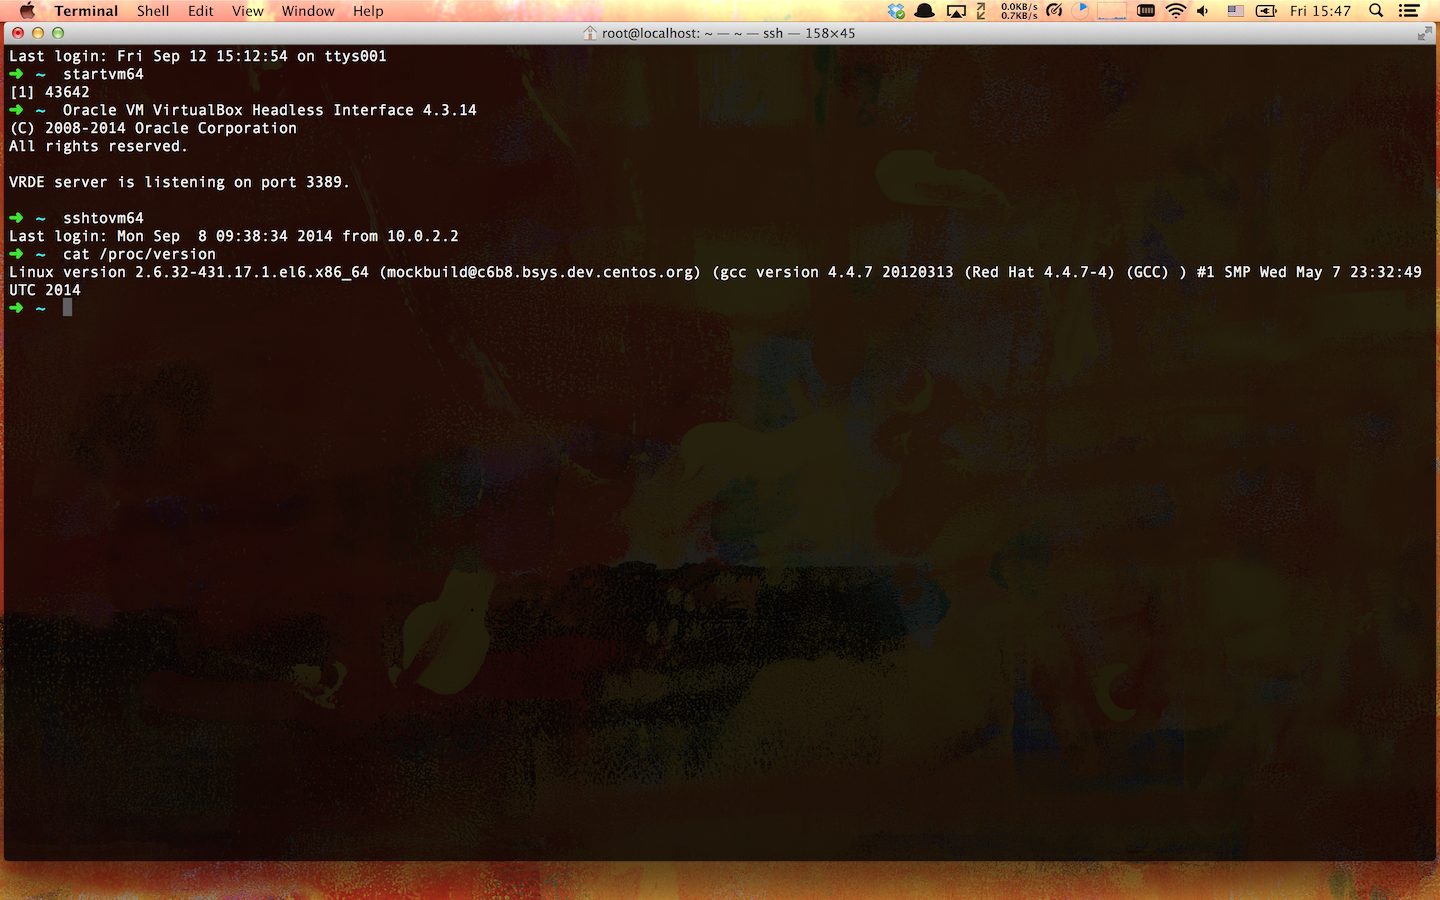 Terminal Shell Edit View Window Help 0.0KB/s 0.7KB/s Fri 15:47
root@localhost: ~ — ~ — ssh — 158×45
Last login: Fri Sep 12 15:12:54 on ttys001
➜ ~ startvm64
[1] 43642
➜ ~ Oracle VM VirtualBox Headless Interface 4.3.14
(C) 2008-2014 Oracle Corporation
All rights reserved.
VRDE server is listening on port 3389.
➜ ~ sshtovm64
Last login: Mon Sep  8 09:38:34 2014 from 10.0.2.2
➜ ~ cat /proc/version
Linux version 2.6.32-431.17.1.el6.x86_64 (mockbuild@c6b8.bsys.dev.centos.org) (gcc version 4.4.7 20120313 (Red Hat 4.4.7-4) (GCC) ) #1 SMP Wed May 7 23:32:49
UTC 2014
➜ ~